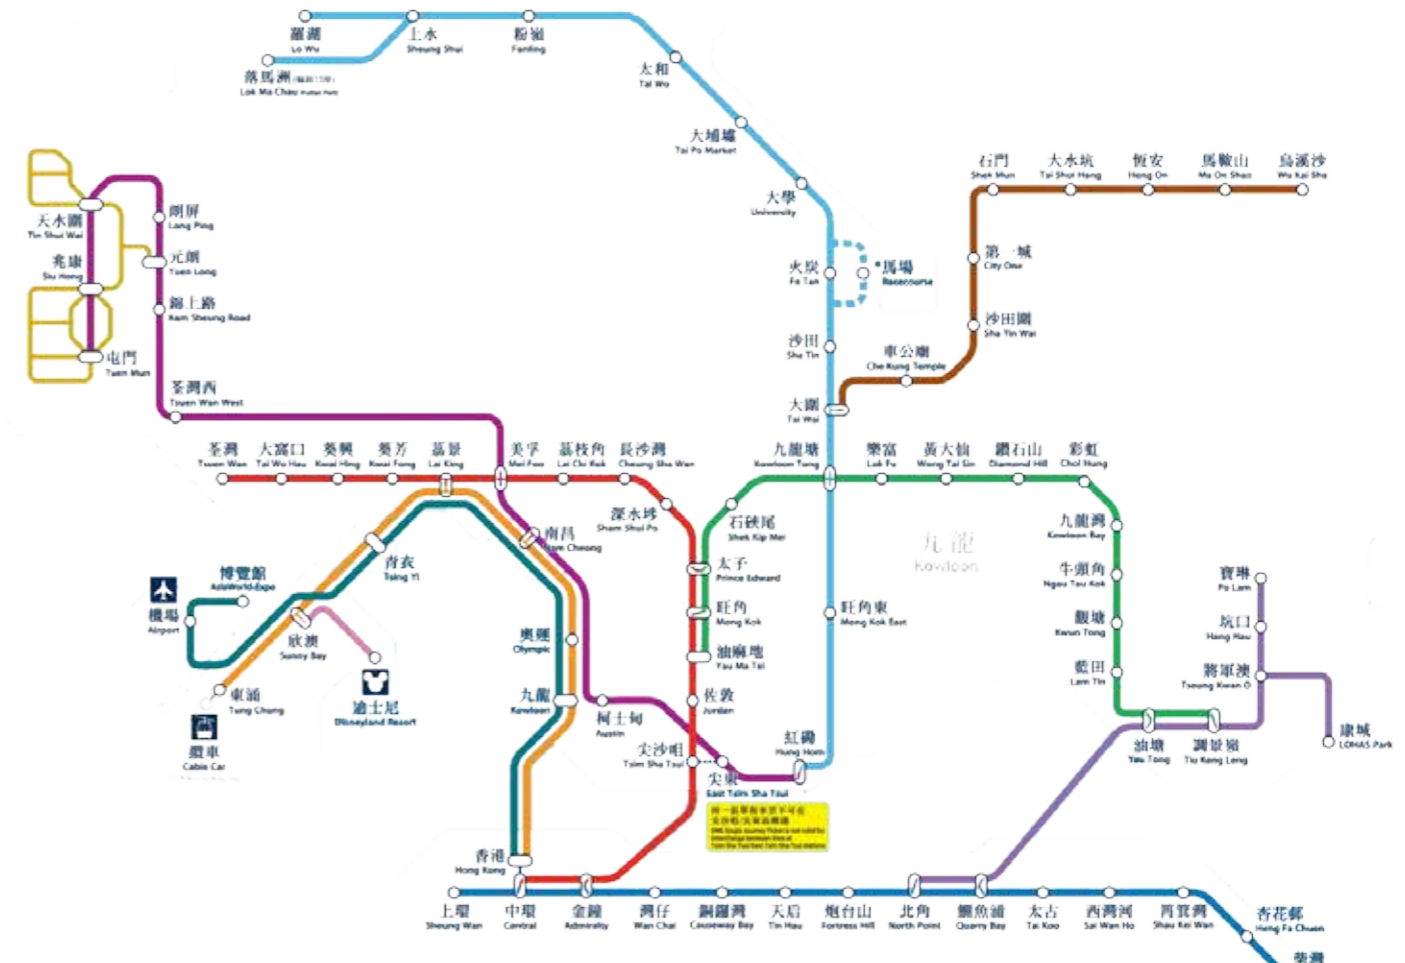 羅湖
Lo Wu
上水
Sheung Shui
粉嶺
Fanling
落馬洲
Lok Ma Chau
太和
Tai Wo
大埔墟
Tai Po Market
大學
University
石門
Shek Mun
大水坑
Tai Shui Hang
恆安
Heng On
馬鞍山
Ma On Shan
烏溪沙
Wu Kai Sha
天水圍
Tin Shui Wai
朗屏
Long Ping
兆康
Siu Hong
元朗
Yuen Long
錦上路
Kam Sheung Road
屯門
Tuen Mun
荃灣西
Tsuen Wan West
火炭
Fo Tan
馬場
Racecourse
第一城
City One
沙田圍
Sha Tin Wai
沙田
Sha Tin
車公廟
Che Kung Temple
大圍
Tai Wai
荃灣
Tsuen Wan
大窩口
Tai Wo Hau
葵興
Kwai Hing
葵芳
Kwai Fong
荔景
Lai King
美孚
Mei Foo
荔枝角
Lai Chi Kok
長沙灣
Cheung Sha Wan
九龍塘
Kowloon Tong
樂富
Lok Fu
黃大仙
Wong Tai Sin
鑽石山
Diamond Hill
彩虹
Choi Hung
深水埗
Sham Shui Po
石硤尾
Shek Kip Mei
九龍灣
Kowloon Bay
南昌
Nam Cheong
九龍
Kowloon
青衣
Tsing Yi
太子
Prince Edward
牛頭角
Ngau Tau Kok
寶琳
Po Lam
博覽館
AsiaWorld-Expo
機場
Airport
旺角
Mong Kok
旺角東
Mong Kok East
觀塘
Kwun Tong
坑口
Hang Hau
欣澳
Sunny Bay
奧運
Olympic
油麻地
Yau Ma Tei
藍田
Lam Tin
將軍澳
Tseung Kwan O
東涌
Tung Chung
迪士尼
Disneyland Resort
九龍
Kowloon
柯士甸
Austin
佐敦
Jordan
纜車
Cable Car
尖沙咀
Tsim Sha Tsui
尖東
East Tsim Sha Tsui
紅磡
Hung Hom
油塘
Yau Tong
調景嶺
Tiu Keng Leng
康城
LOHAS Park
香港
Hong Kong
上環
Sheung Wan
中環
Central
金鐘
Admiralty
灣仔
Wan Chai
銅鑼灣
Causeway Bay
天后
Tin Hau
炮台山
Fortress Hill
北角
North Point
鰂魚涌
Quarry Bay
太古
Tai Koo
西灣河
Sai Wan Ho
筲箕灣
Shau Kei Wan
杏花邨
Heng Fa Chuen
柴灣